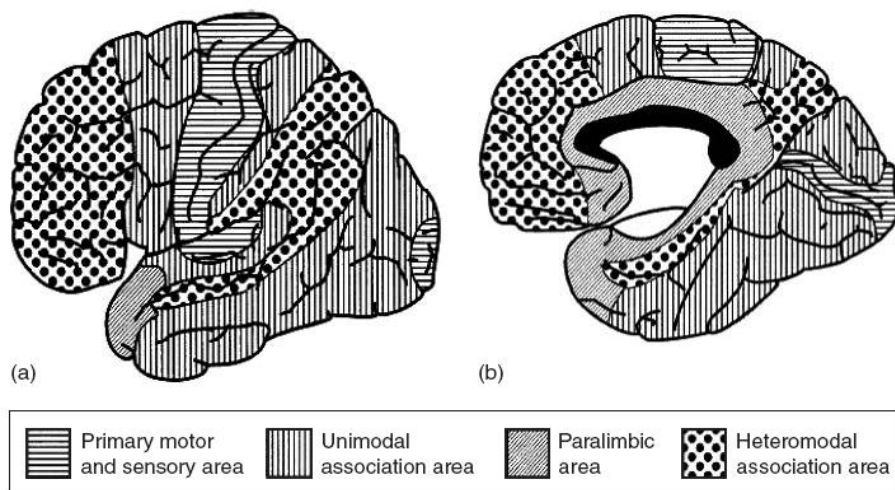 (a)
(b)
Primary motor
and sensory area
Unimodal
association area
Paralimbic
area
Heteromodal
association area